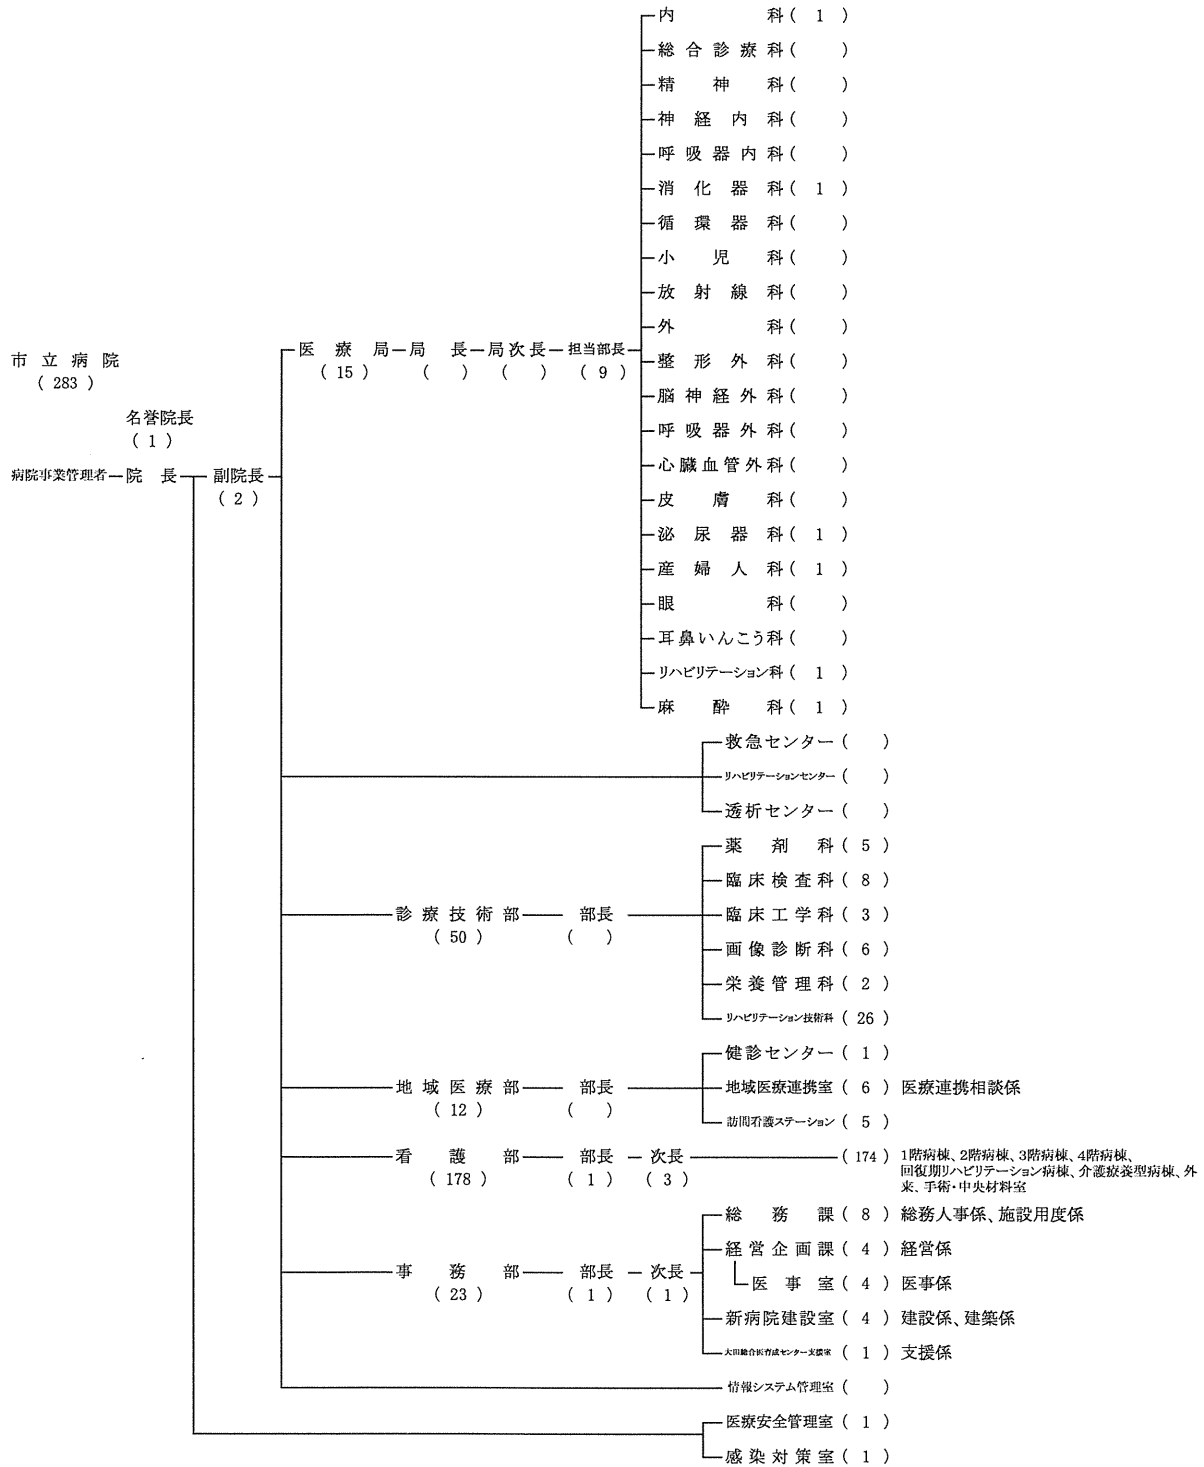 内科( 1 )
総合診療科( )
精神科( )
神経内科( )
呼吸器内科( )
消化器科( 1 )
循環器科( )
小児科( )
放射線科( )
外科( )
市立病院
( 283 )
医療局 局長 局次長 担当部長
( 15 ) ( ) ( ) ( 9 )
整形外科( )
脳神経外科( )
名誉院長
( 1 )
呼吸器外科( )
心臓血管外科( )
病院事業管理者 院長 副院長
( 2 )
皮膚科( )
泌尿器科( 1 )
産婦人科( 1 )
眼科( )
耳鼻いんこう科( )
リハビリテーション科( 1 )
麻酔科( 1 )
救急センター( )
リハビリテーションセンター( )
透析センター( )
薬剤科( 5 )
臨床検査科( 8 )
診療技術部 部長 臨床工学科( 3 )
( 50 ) ( )
画像診断科( 6 )
栄養管理科( 2 )
リハビリテーション技術科( 26 )
健診センター( 1 )
地域医療部 部長 地域医療連携室( 6 ) 医療連携相談係
( 12 ) ( )
訪問看護ステーション( 5 )
看護部 部長 次長 ( 174 ) 1階病棟、2階病棟、3階病棟、4階病棟、
( 178 ) ( 1 ) ( 3 ) 回復期リハビリテーション病棟、介護療養型病棟、外
来、手術・中央材料室
総務課( 8 ) 総務人事係、施設用度係
経営企画課( 4 ) 経営係
事務部 部長 次長
( 23 ) ( 1 ) ( 1 )
医事室( 4 ) 医事係
新病院建設室( 4 ) 建設係、建築係
大田総合医育成センター支援室( 1 ) 支援係
情報システム管理室( )
医療安全管理室( 1 )
感染対策室( 1 )